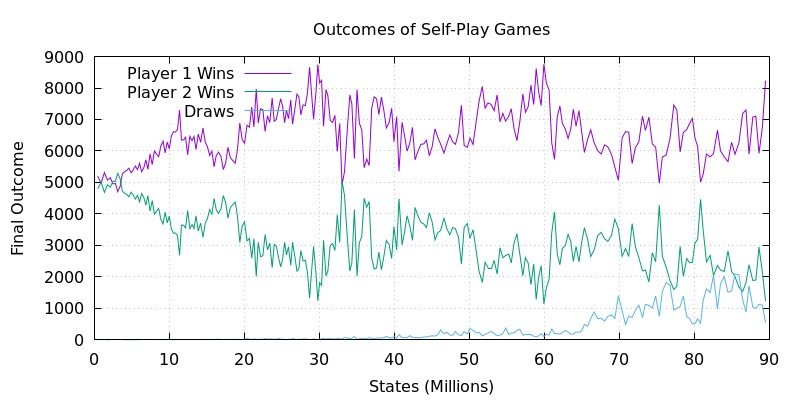 Outcomes of Self-Play Games
Player 1 Wins
Player 2 Wins
Draws
Final Outcome
9000
8000
7000
6000
5000
4000
3000
2000
1000
0
0 10 20 30 40 50 60 70 80 90
States (Millions)